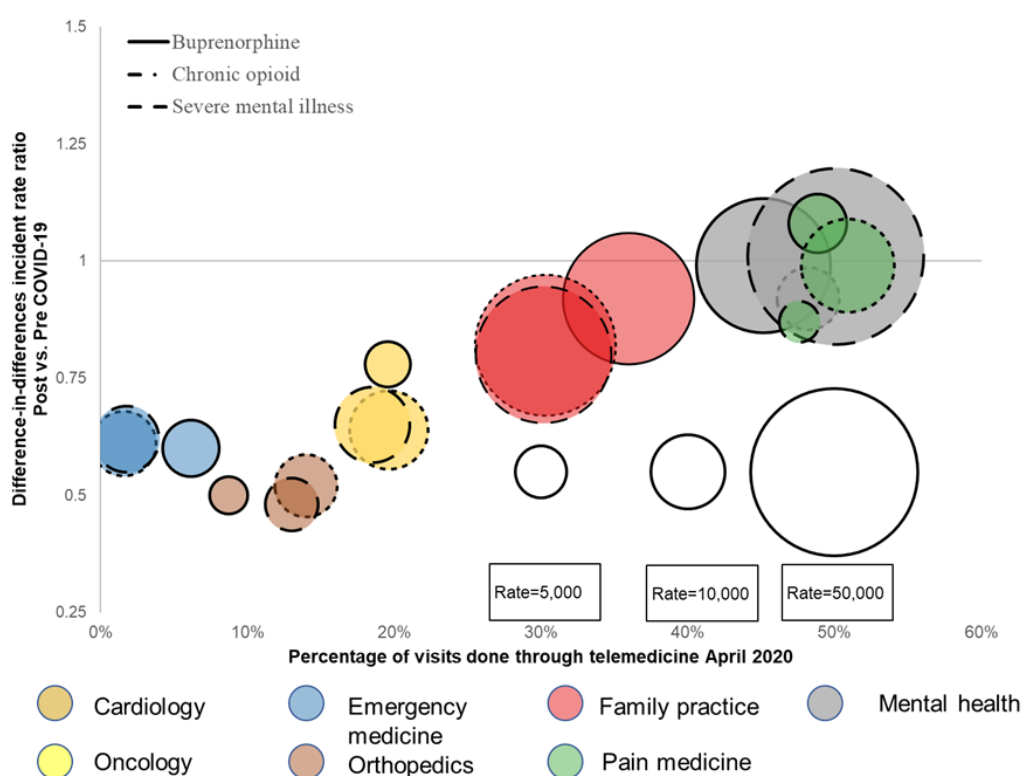 1.5
Buprenorphine
Chronic opioid
Severe mental illness
1.25
1
0.75
0.5
0.25
Difference-in-differences incident rate ratio
Post vs. Pre COVID-19
Rate=5,000
Rate=10,000
Rate=50,000
0%
10%
20%
30%
40%
50%
60%
Percentage of visits done through telemedicine April 2020
Cardiology
Emergency
medicine
Family practice
Mental health
Oncology
Orthopedics
Pain medicine